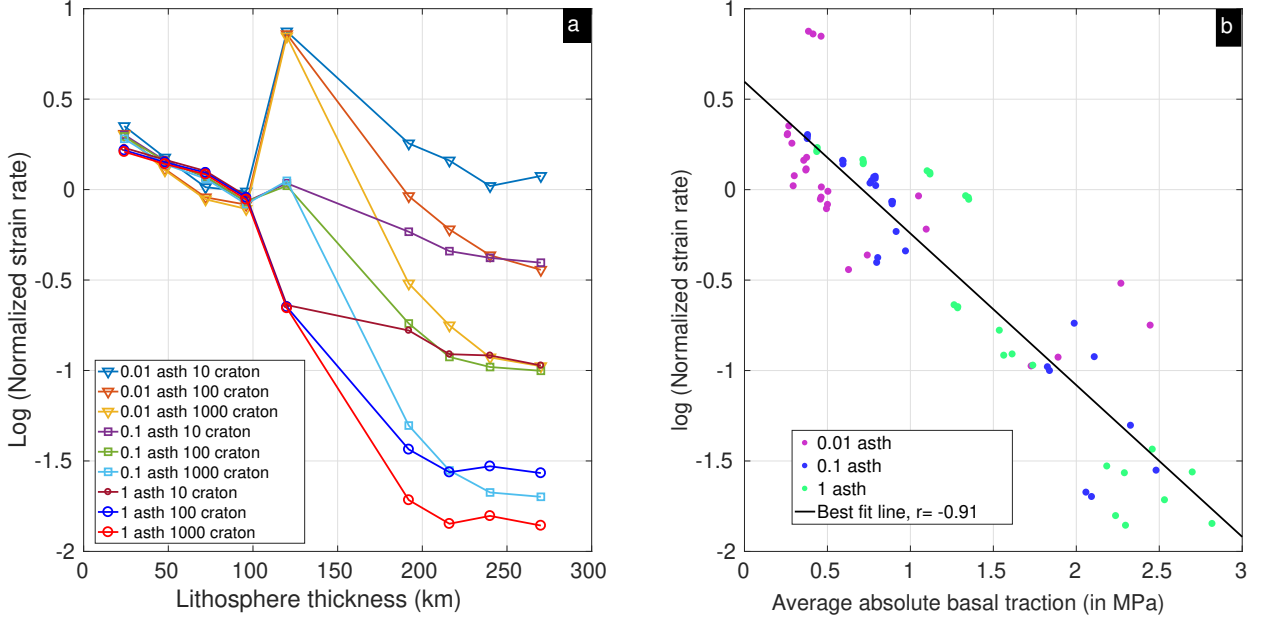 a
1
0.5
0
-0.5
-1
-1.5
-2
Log (Normalized strain rate)
0 50 100 150 200 250 300
Lithosphere thickness (km)
0.01 asth 10 craton
0.01 asth 100 craton
0.01 asth 1000 craton
0.1 asth 10 craton
0.1 asth 100 craton
0.1 asth 1000 craton
1 asth 10 craton
1 asth 100 craton
1 asth 1000 craton
b
1
0.5
0
-0.5
-1
-1.5
-2
log (Normalized strain rate)
0 0.5 1 1.5 2 2.5 3
Average absolute basal traction (in MPa)
0.01 asth
0.1 asth
1 asth
Best fit line, r= -0.91